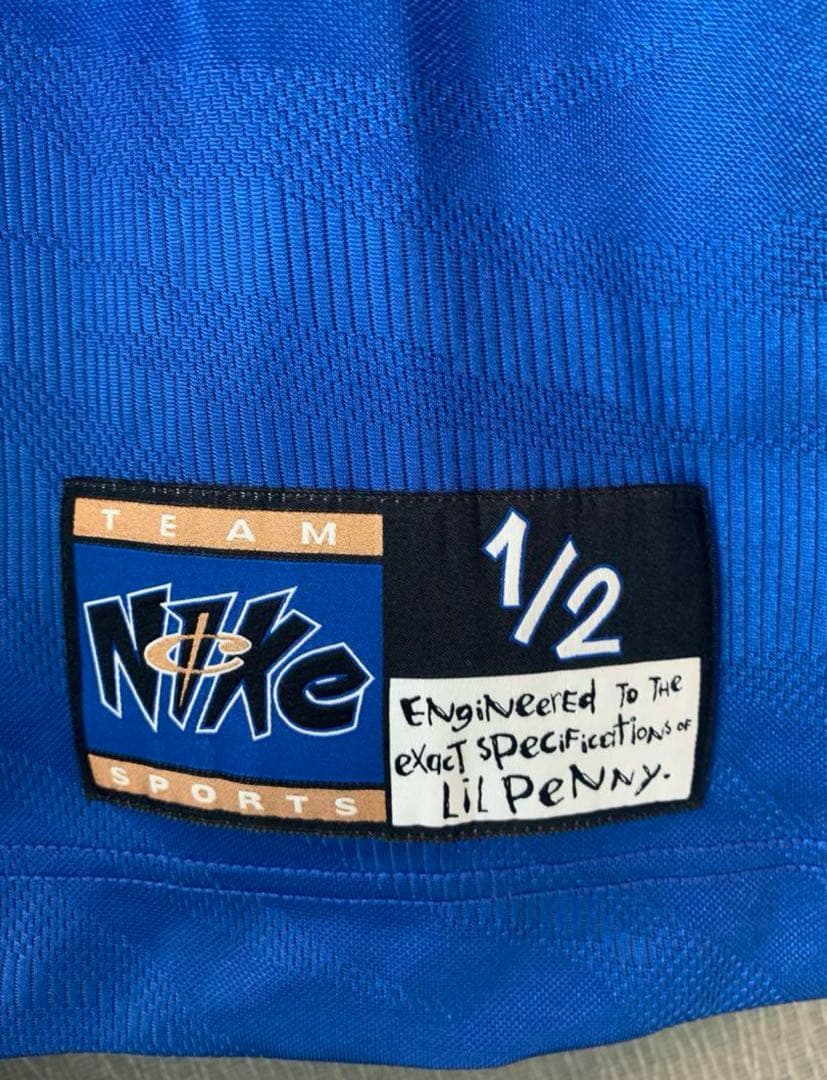 TEAM
NIKe
SPORTS
1/2
ENgiNeerEd To THe
exacT specificatioNs oF
LiL PeNNy.